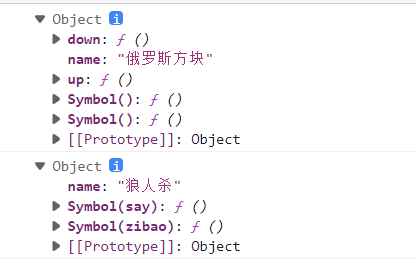 Object i
down: ƒ ()
name: "俄罗斯方块"
up: ƒ ()
Symbol(): ƒ ()
Symbol(): ƒ ()
[[Prototype]]: Object
Object i
name: "狼人杀"
Symbol(say): ƒ ()
Symbol(zibao): ƒ ()
[[Prototype]]: Object